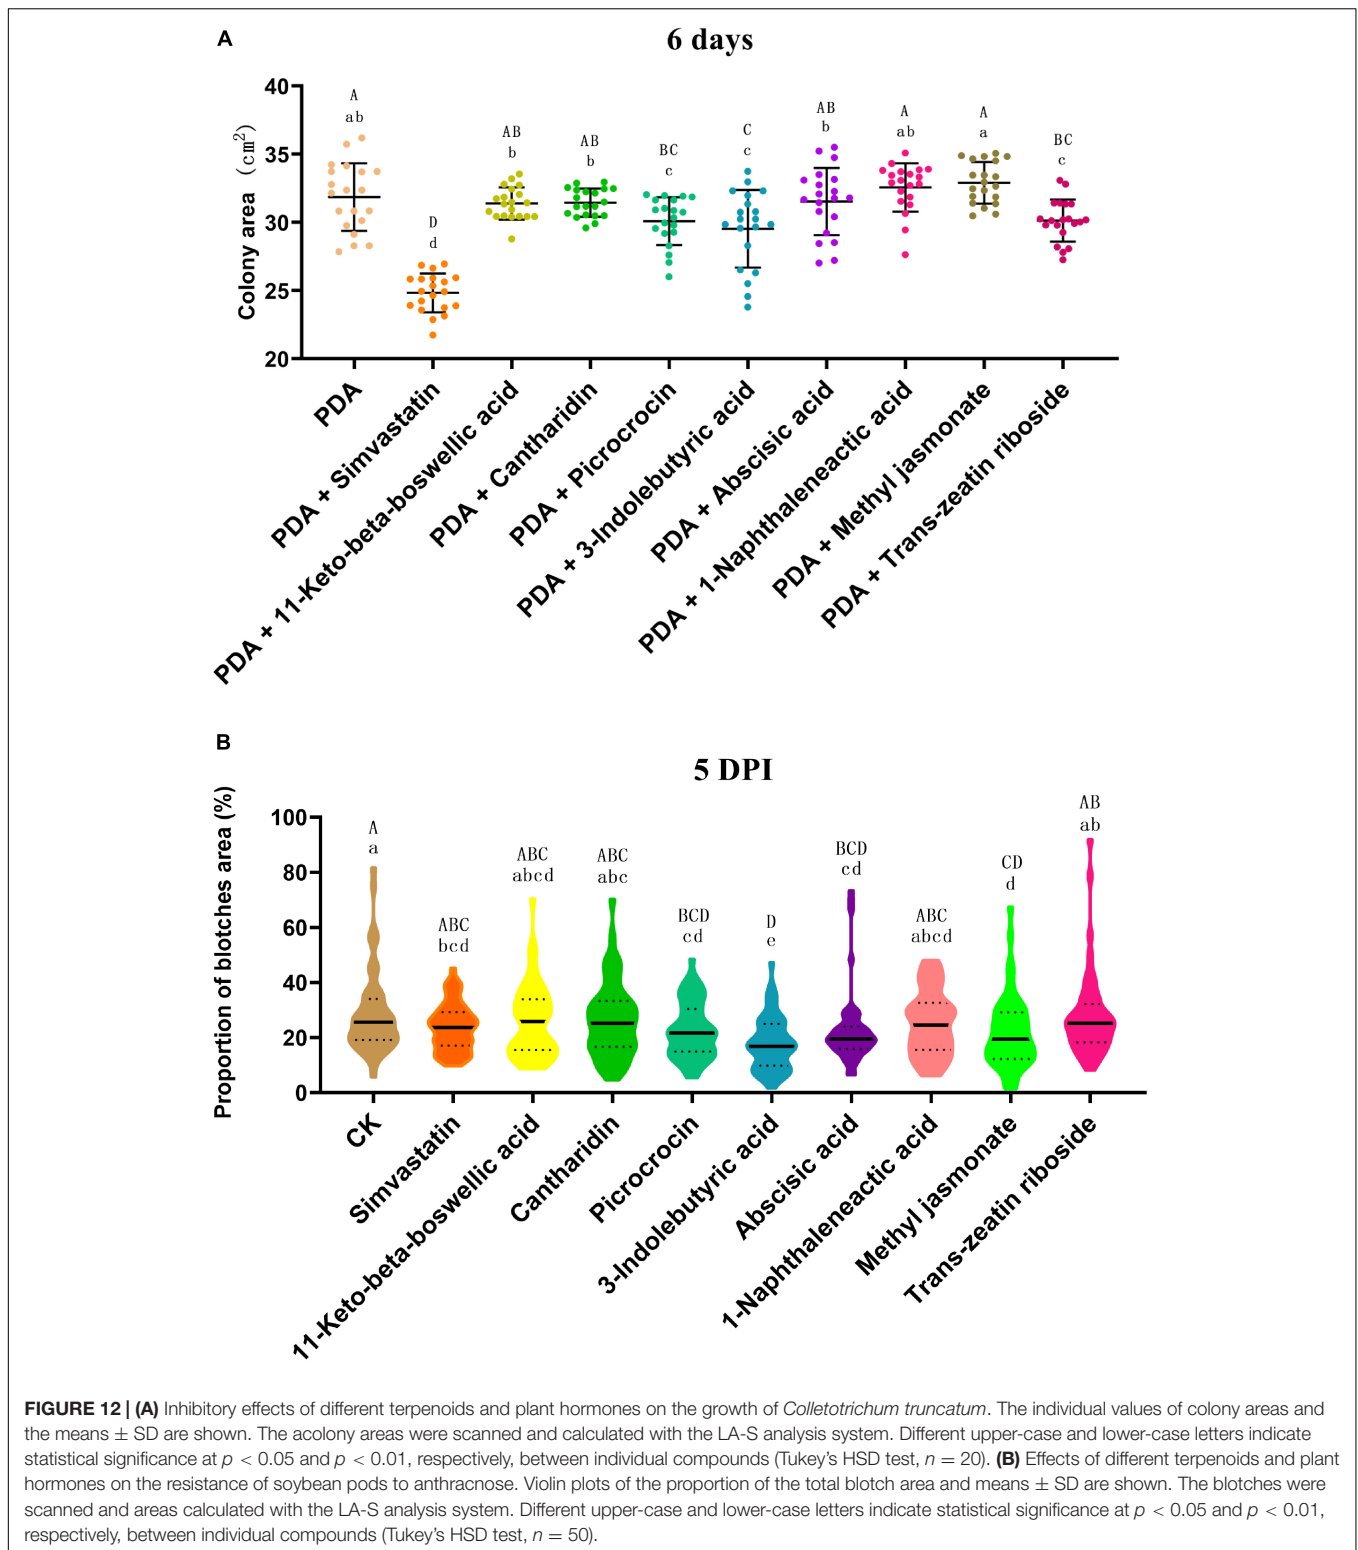 A
6 days
Colony area (cm²)
40
35
30
25
20
A
ab
D
d
AB
b
AB
b
BC
c
C
c
AB
b
A
ab
A
a
BC
c
PDA
PDA + Simvastatin
PDA + 11-Keto-beta-boswellic acid
PDA + Cantharidin
PDA + Picrocrocin
PDA + 3-Indolebutyric acid
PDA + Abscisic acid
PDA + 1-Naphthaleneactic acid
PDA + Methyl jasmonate
PDA + Trans-zeatin riboside
B
5 DPI
Proportion of blotches area (%)
100
80
60
40
20
0
A
a
ABC
bcd
ABC
abcd
ABC
abc
BCD
cd
D
e
BCD
cd
ABC
abcd
CD
d
AB
ab
CK
Simvastatin
11-Keto-beta-boswellic acid
Cantharidin
Picrocrocin
3-Indolebutyric acid
Abscisic acid
1-Naphthaleneactic acid
Methyl jasmonate
Trans-zeatin riboside
FIGURE 12 | (A) Inhibitory effects of different terpenoids and plant hormones on the growth of Colletotrichum truncatum. The individual values of colony areas and
the means ± SD are shown. The acolony areas were scanned and calculated with the LA-S analysis system. Different upper-case and lower-case letters indicate
statistical significance at p < 0.05 and p < 0.01, respectively, between individual compounds (Tukey's HSD test, n = 20). (B) Effects of different terpenoids and plant
hormones on the resistance of soybean pods to anthracnose. Violin plots of the proportion of the total blotch area and means ± SD are shown. The blotches were
scanned and areas calculated with the LA-S analysis system. Different upper-case and lower-case letters indicate statistical significance at p < 0.05 and p < 0.01,
respectively, between individual compounds (Tukey's HSD test, n = 50).